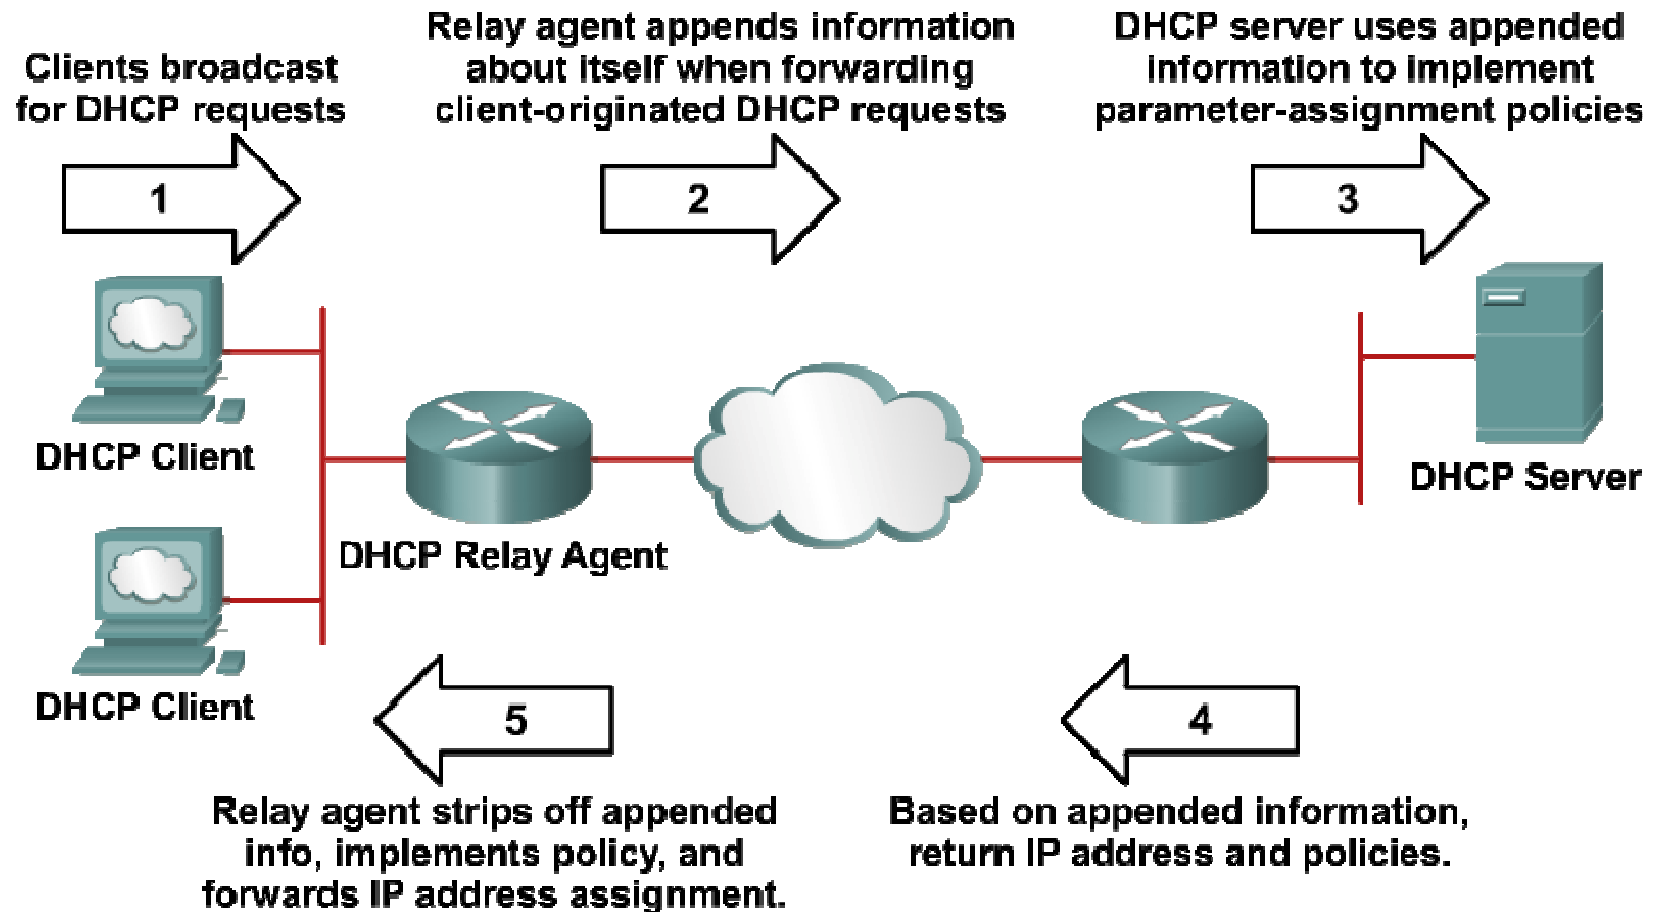 Clients broadcast
for DHCP requests
Relay agent appends information
about itself when forwarding
client-originated DHCP requests
DHCP server uses appended
information to implement
parameter-assignment policies
1
2
3
DHCP Client
DHCP Relay Agent
DHCP Server
DHCP Client
5
4
Relay agent strips off appended
info, implements policy, and
forwards IP address assignment.
Based on appended information,
return IP address and policies.